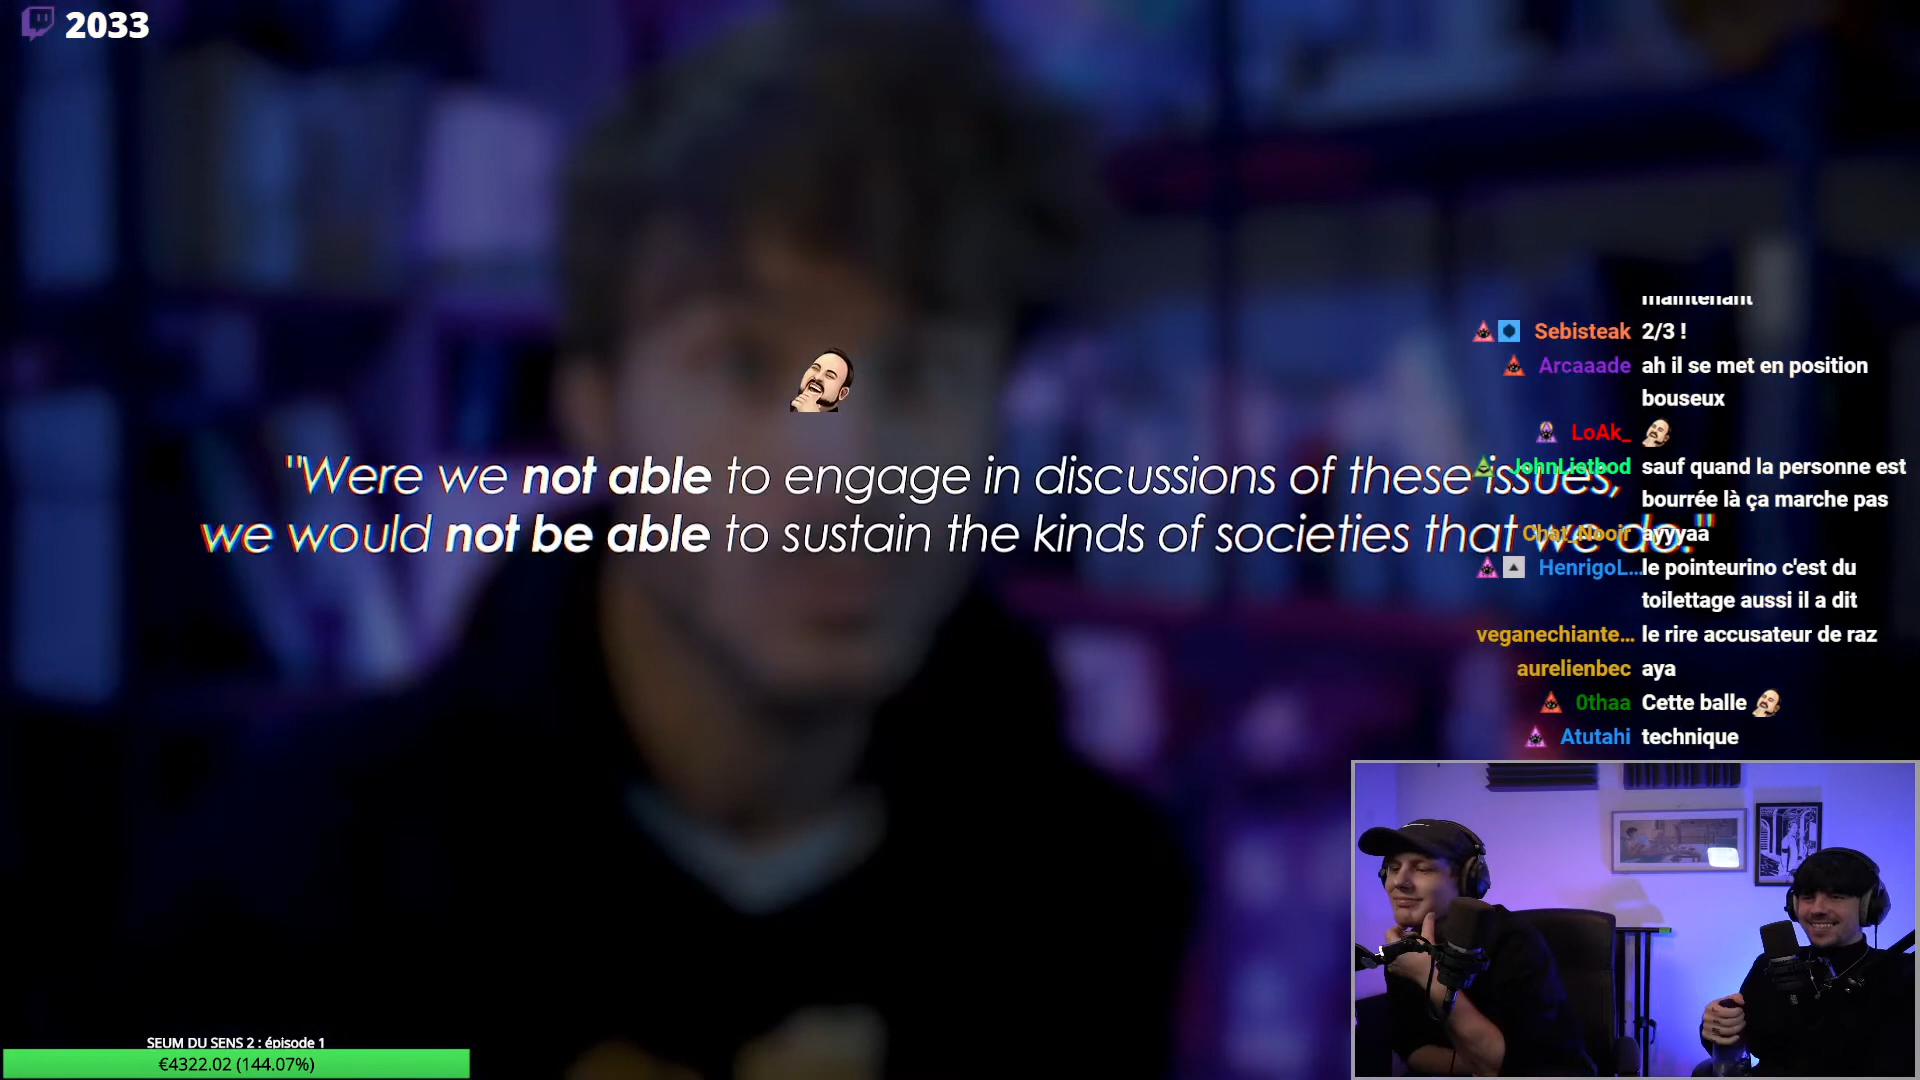 2033
"Were we not able to engage in discussions of these issues,
we would not be able to sustain the kinds of societies that we do."
maintenant
Sebisteak 2/3 !
Arcaaade ah il se met en position
bouseux
LoAk_
JohnLietbod sauf quand la personne est
bourrée là ça marche pas
Chat_Nooir ayyyaa
HenrigoL... le pointeurino c'est du
toilettage aussi il a dit
veganechiante... le rire accusateur de raz
aurelienbec aya
0thaa Cette balle
Atutahi technique
SEUM DU SENS 2 : épisode 1
€4322.02 (144.07%)